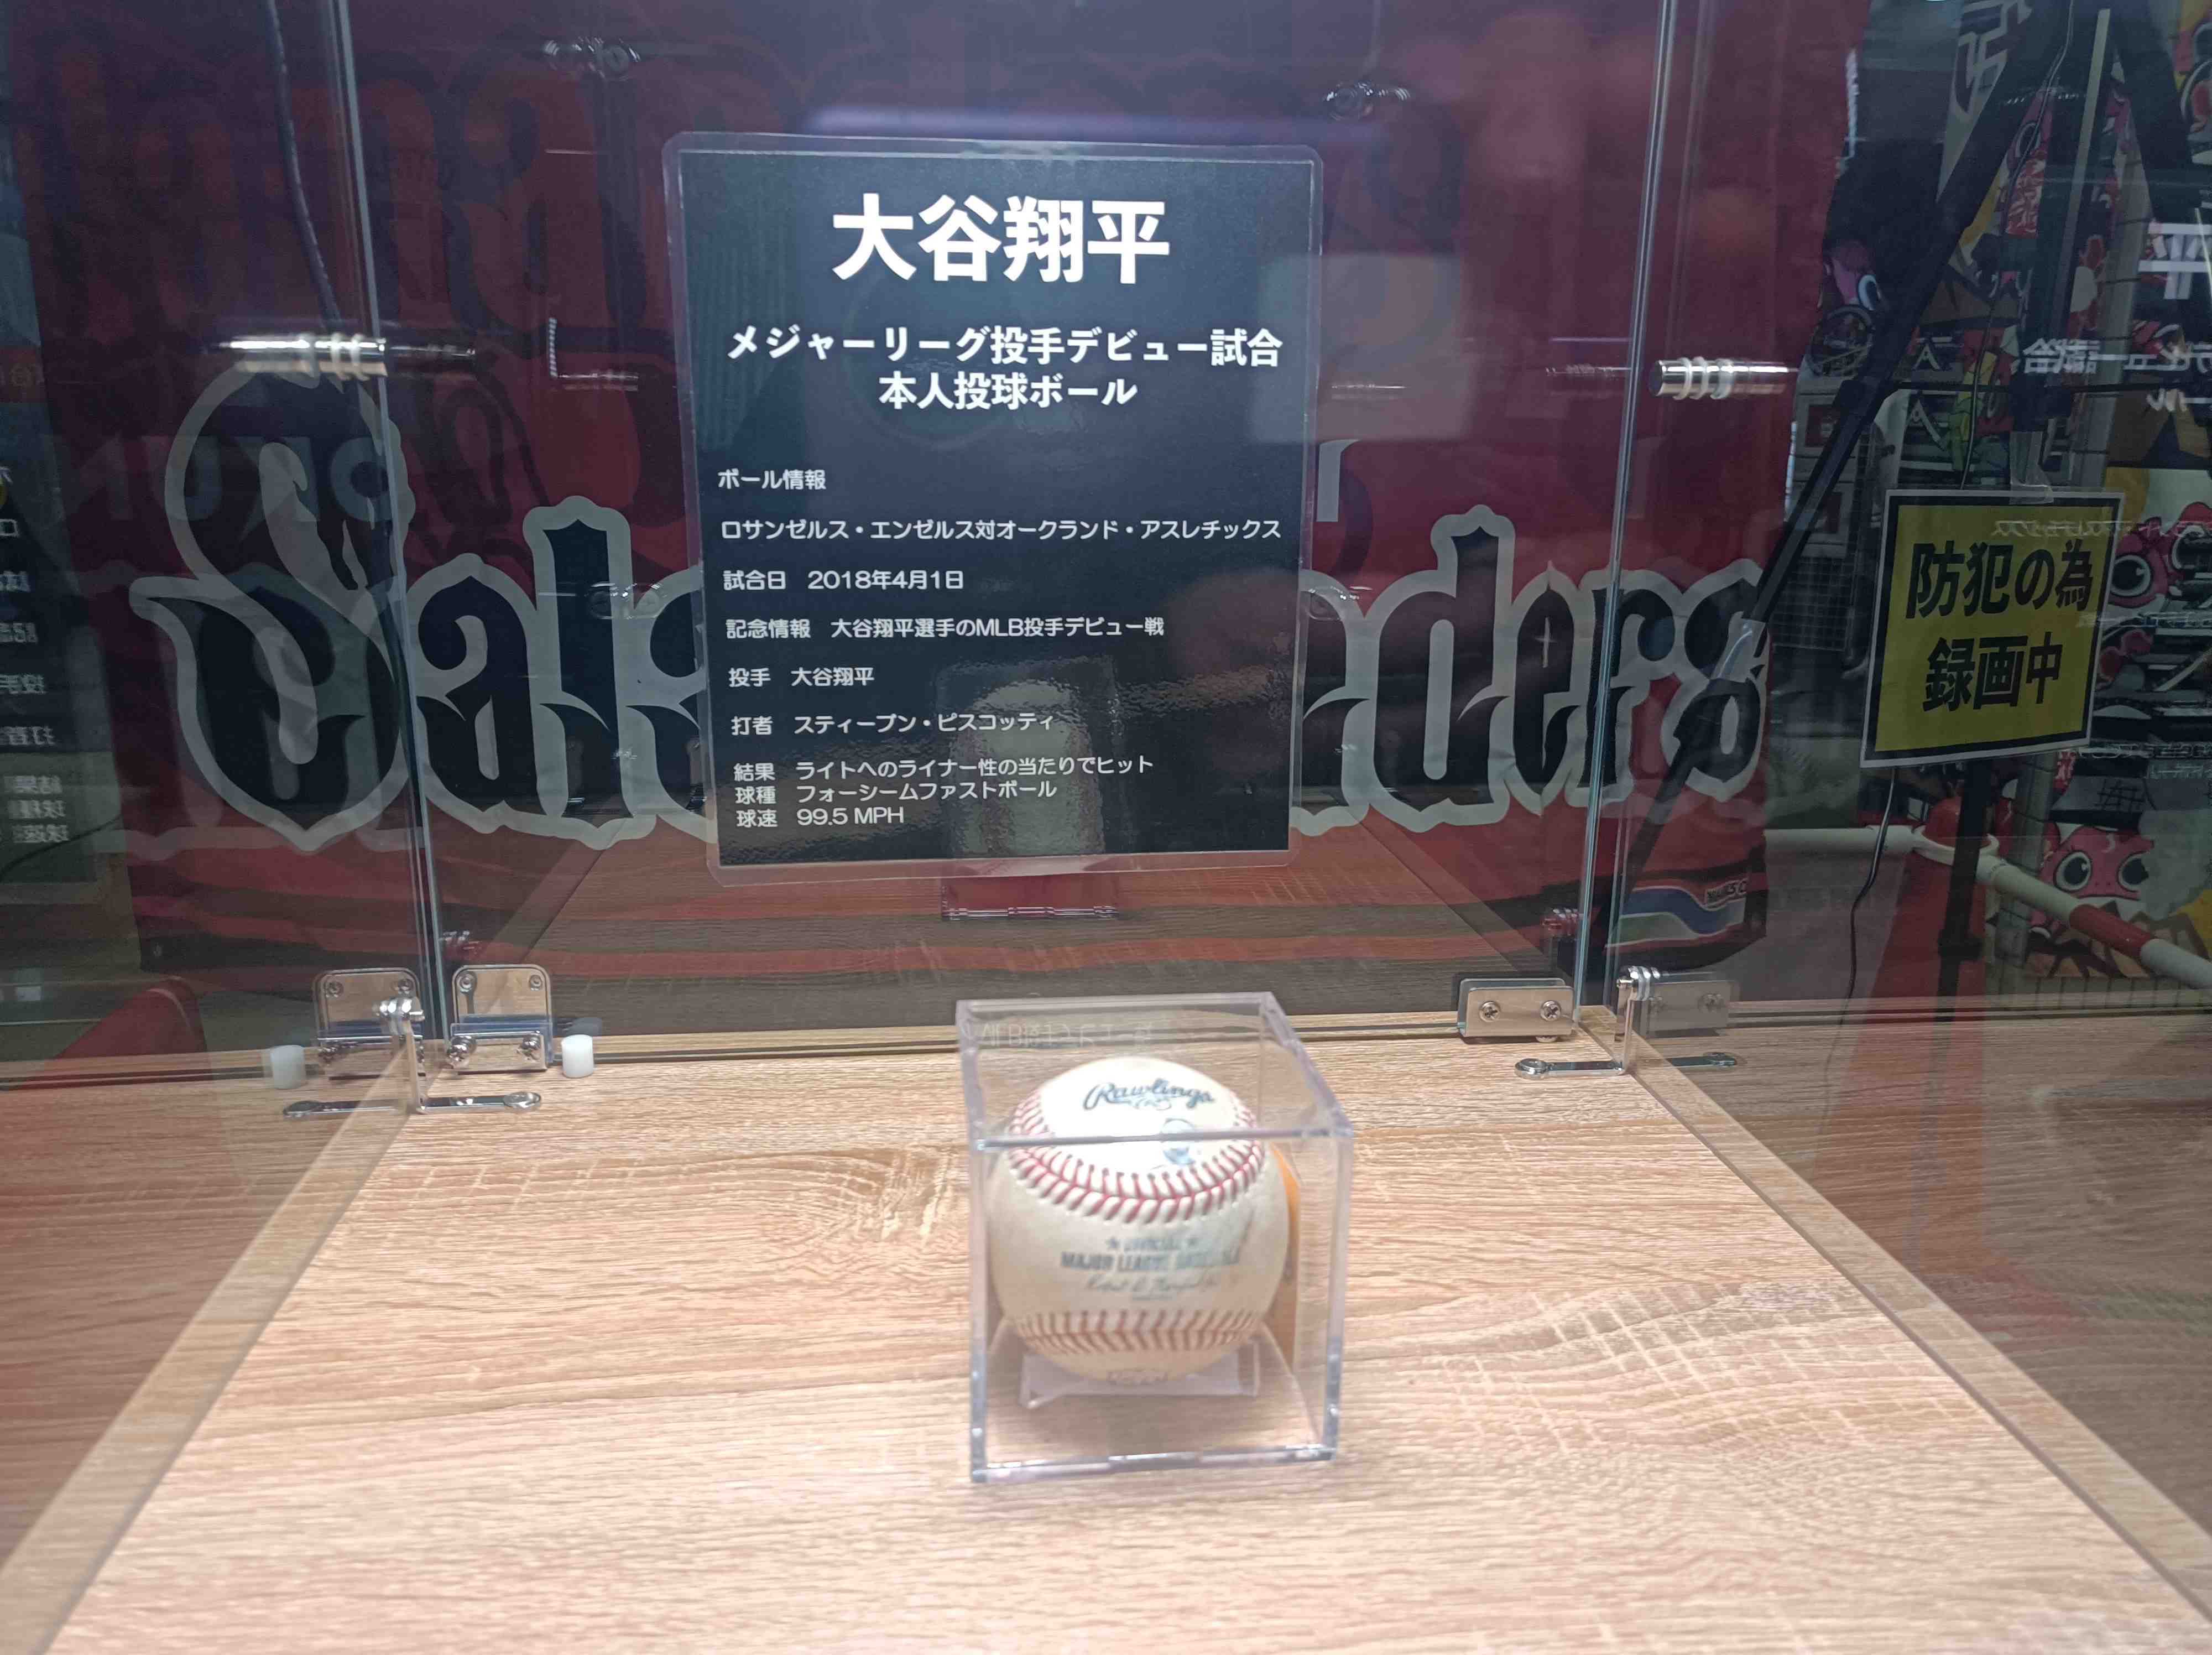 大谷翔平
メジャーリーグ投手デビュー試合
本人投球ボール
ボール情報
ロサンゼルス・エンゼルス対オークランド・アスレチックス
試合日　2018年4月1日
記念情報　大谷翔平選手のMLB投手デビュー戦
投手　大谷翔平
打者　スティーブン・ピスコッティ
結果　ライトへのライナー性の当たりでヒット
球種　フォーシームファストボール
球速　99.5 MPH
防犯の為
録画中
Rawlings
OFFICIAL
MAJOR LEAGUE BASEBALL